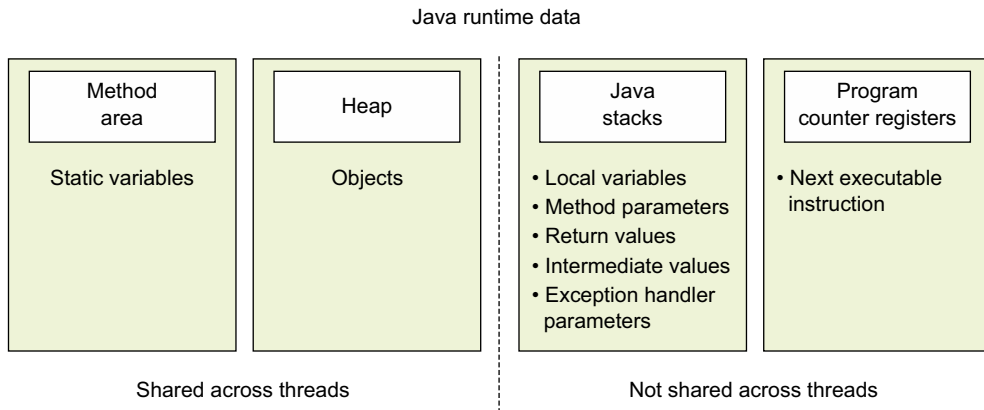 Java runtime data
Method
area
Static variables
Heap
Objects
Java
stacks
• Local variables
• Method parameters
• Return values
• Intermediate values
• Exception handler
parameters
Program
counter registers
• Next executable
instruction
Shared across threads
Not shared across threads